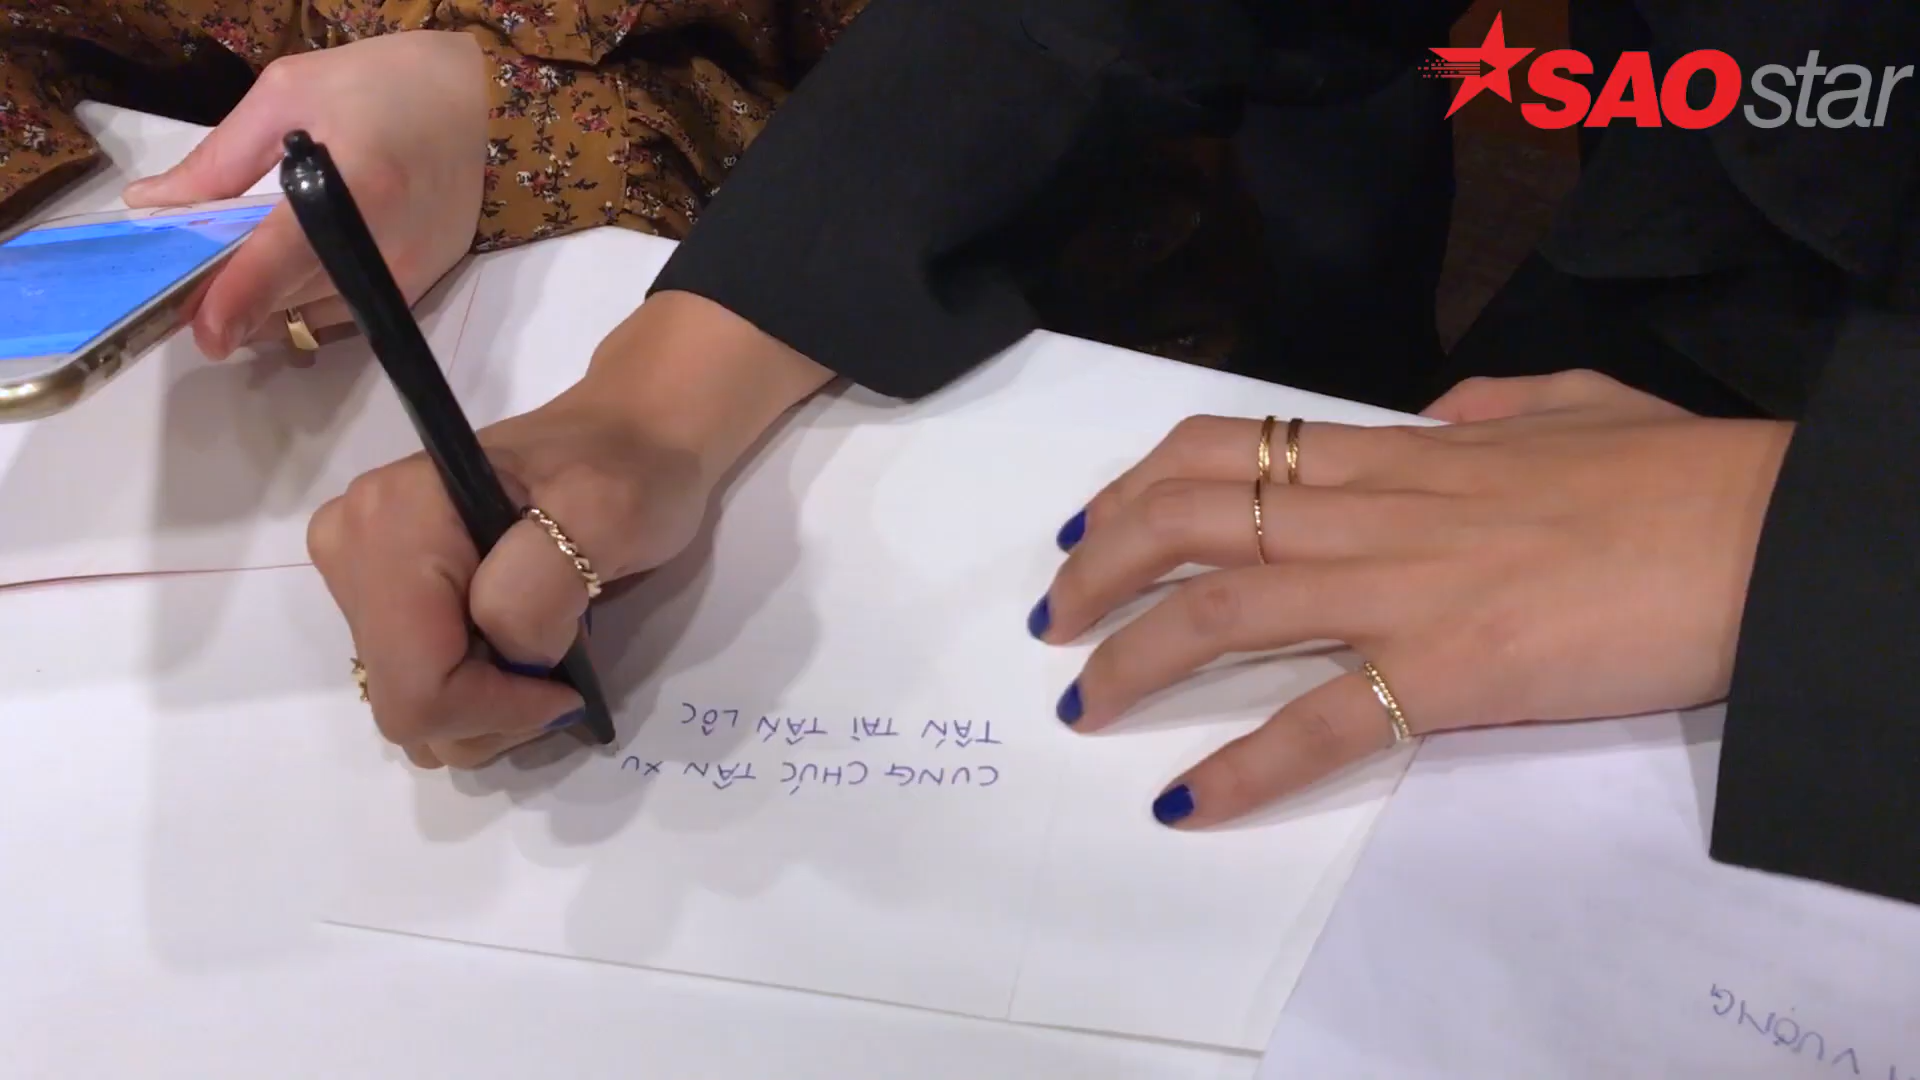 SAOstar
CUNG CHÚC TÂN XU
TẤN TÀI TẤN LỘC
VƯỢNG